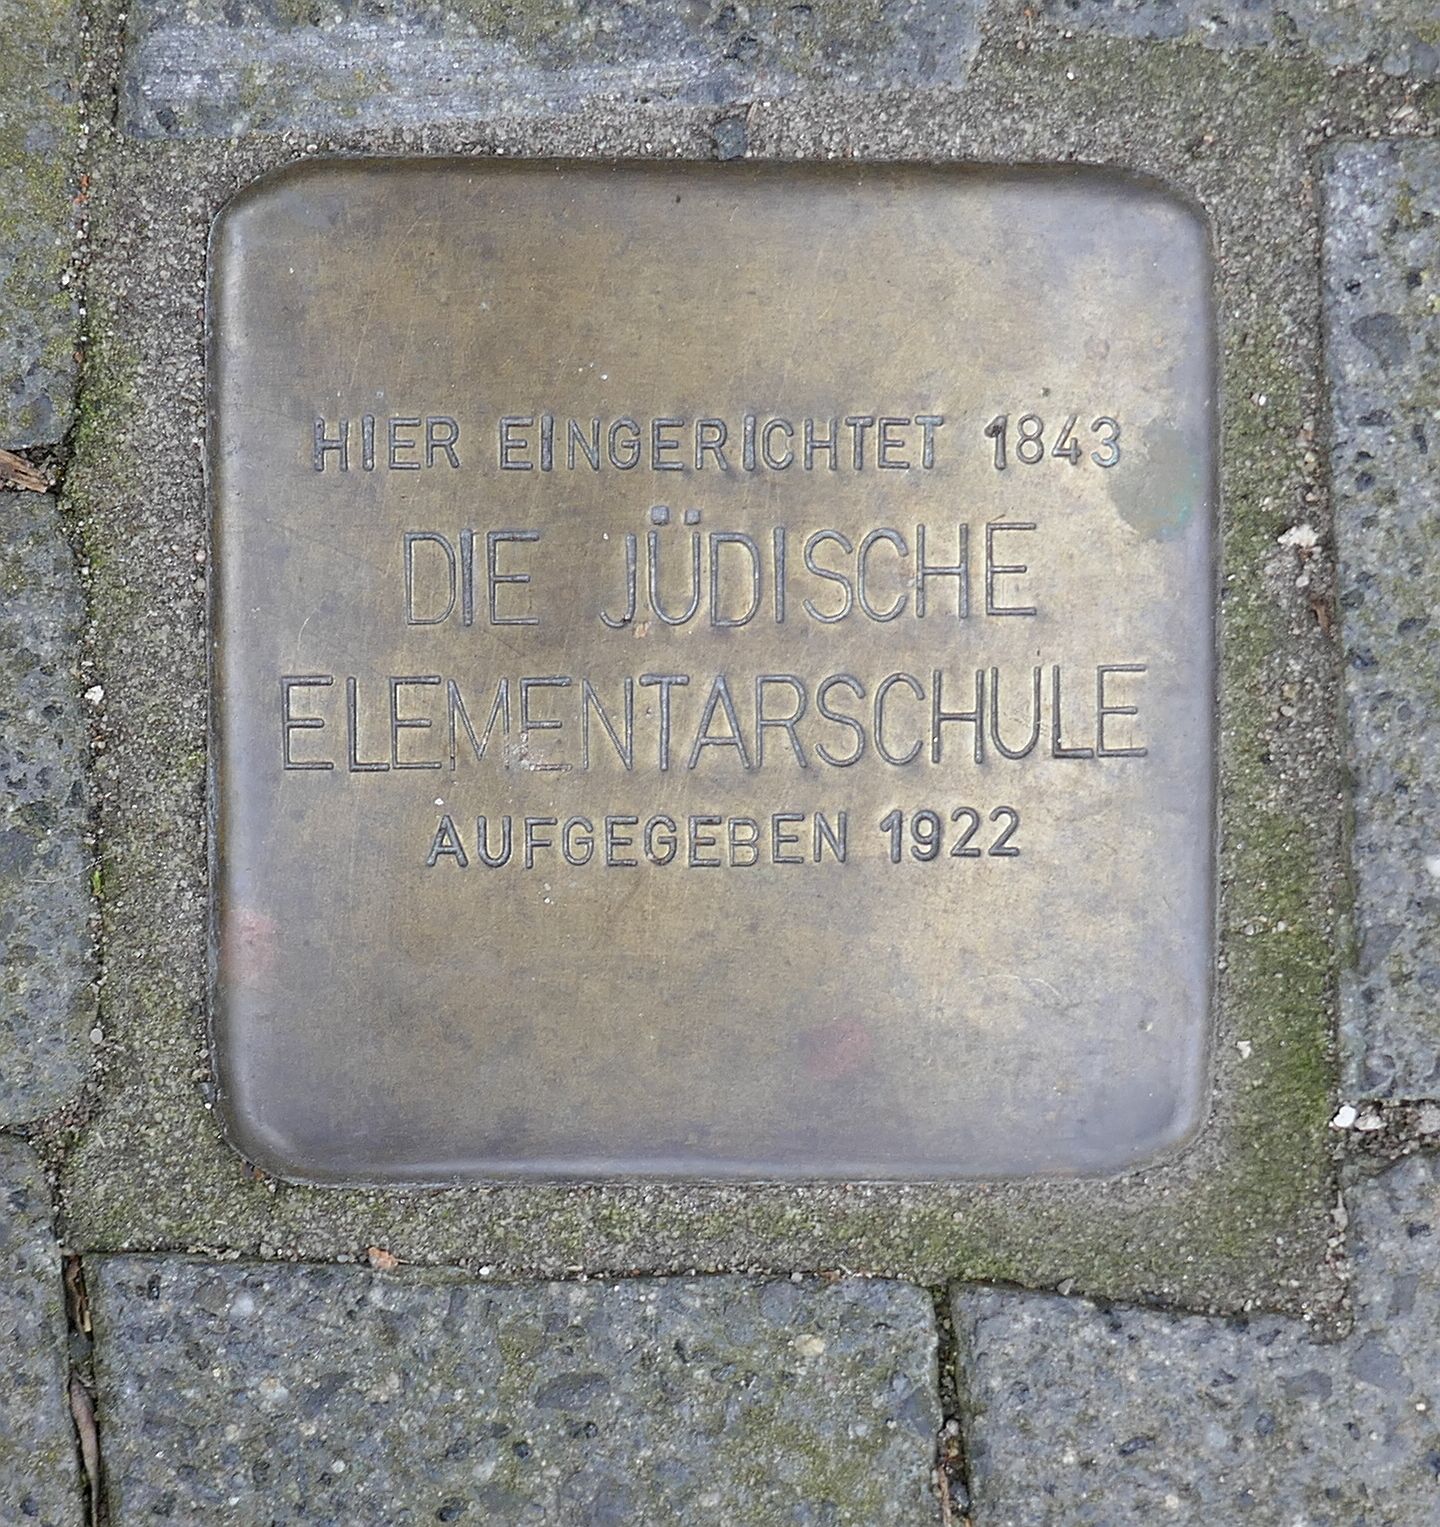 HIER EINGERICHTET 1843
DIE JÜDISCHE
ELEMENTARSCHULE
AUFGEGEBEN 1922